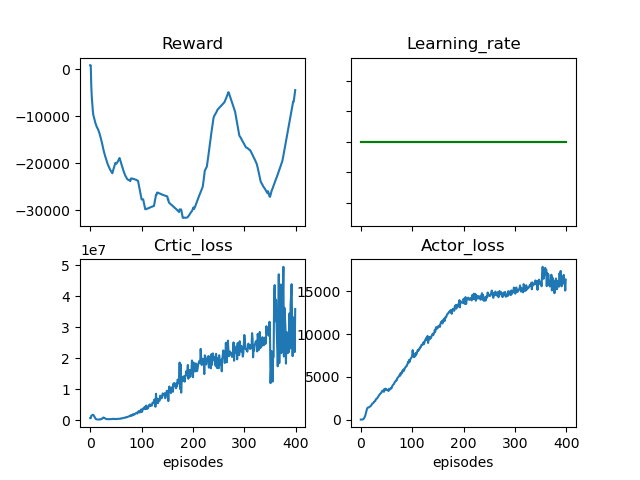 Reward
Learning_rate
0
−10000
−20000
−30000
Crtic_loss
Actor_loss
1e7
5
4
3
2
1
0
15000
10000
5000
0
0 100 200 300 400
0 100 200 300 400
episodes
episodes